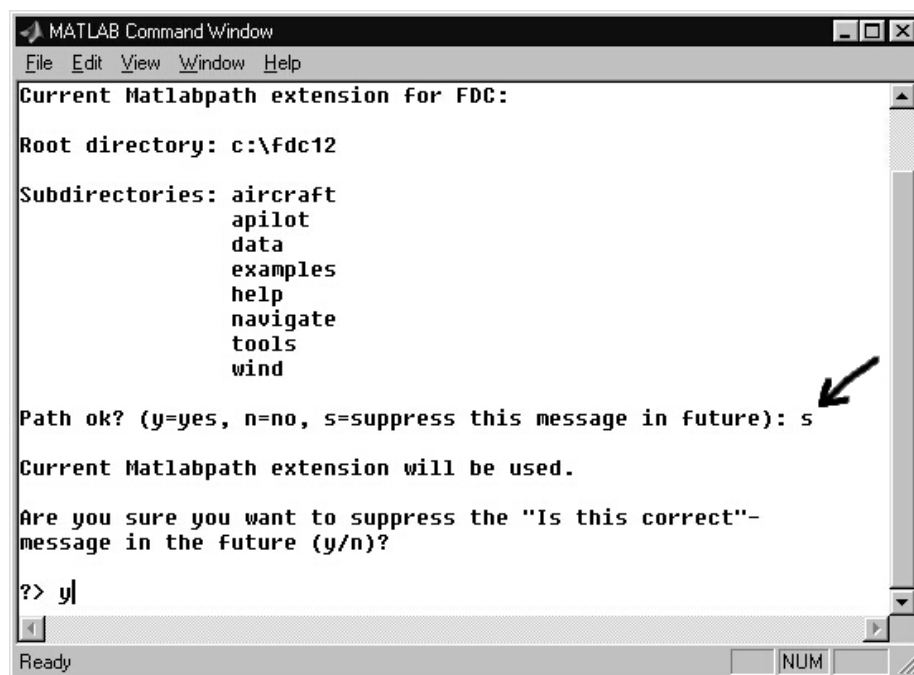 MATLAB Command Window
File Edit View Window Help
Current Matlabpath extension for FDC:
Root directory: c:\fdc12
Subdirectories: aircraft
apilot
data
examples
help
navigate
tools
wind
Path ok? (y=yes, n=no, s=suppress this message in future): s
Current Matlabpath extension will be used.
Are you sure you want to suppress the "Is this correct"-
message in the future (y/n)?
?> y
Ready NUM